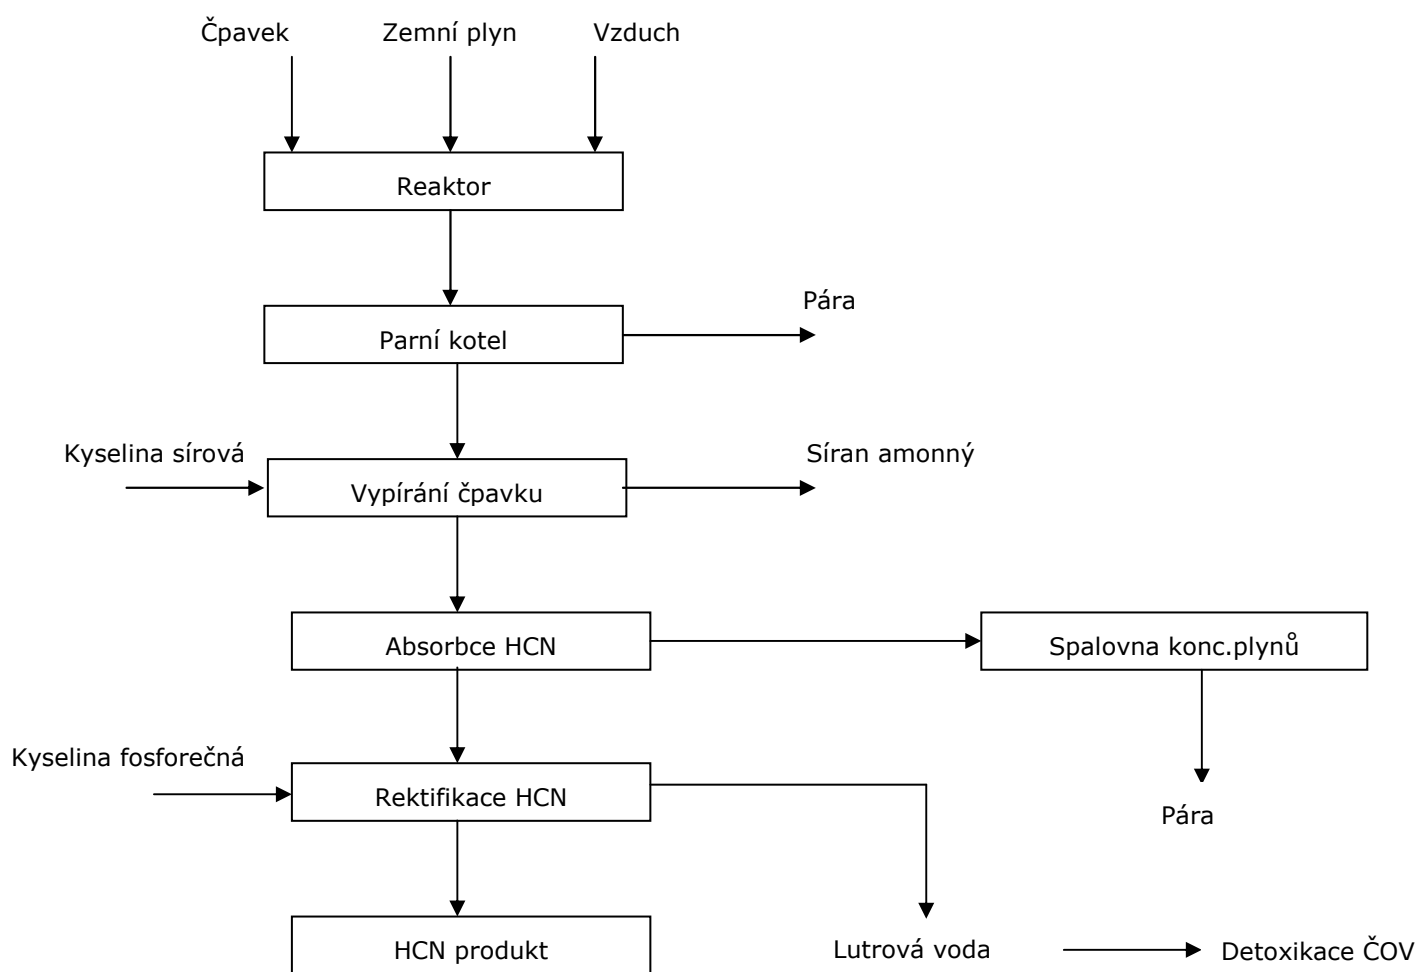 Čpavek
Zemní plyn
Vzduch
Reaktor
Pára
Parní kotel
Kyselina sírová
Síran amonný
Vypírání čpavku
Absorbce HCN
Spalovna konc.plynů
Kyselina fosforečná
Rektifikace HCN
Pára
HCN produkt
Lutrová voda
Detoxikace ČOV